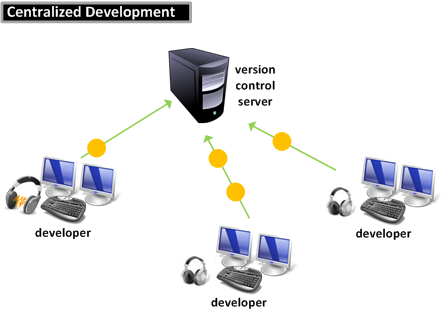 Centralized Development
version
control
server
developer
developer
developer